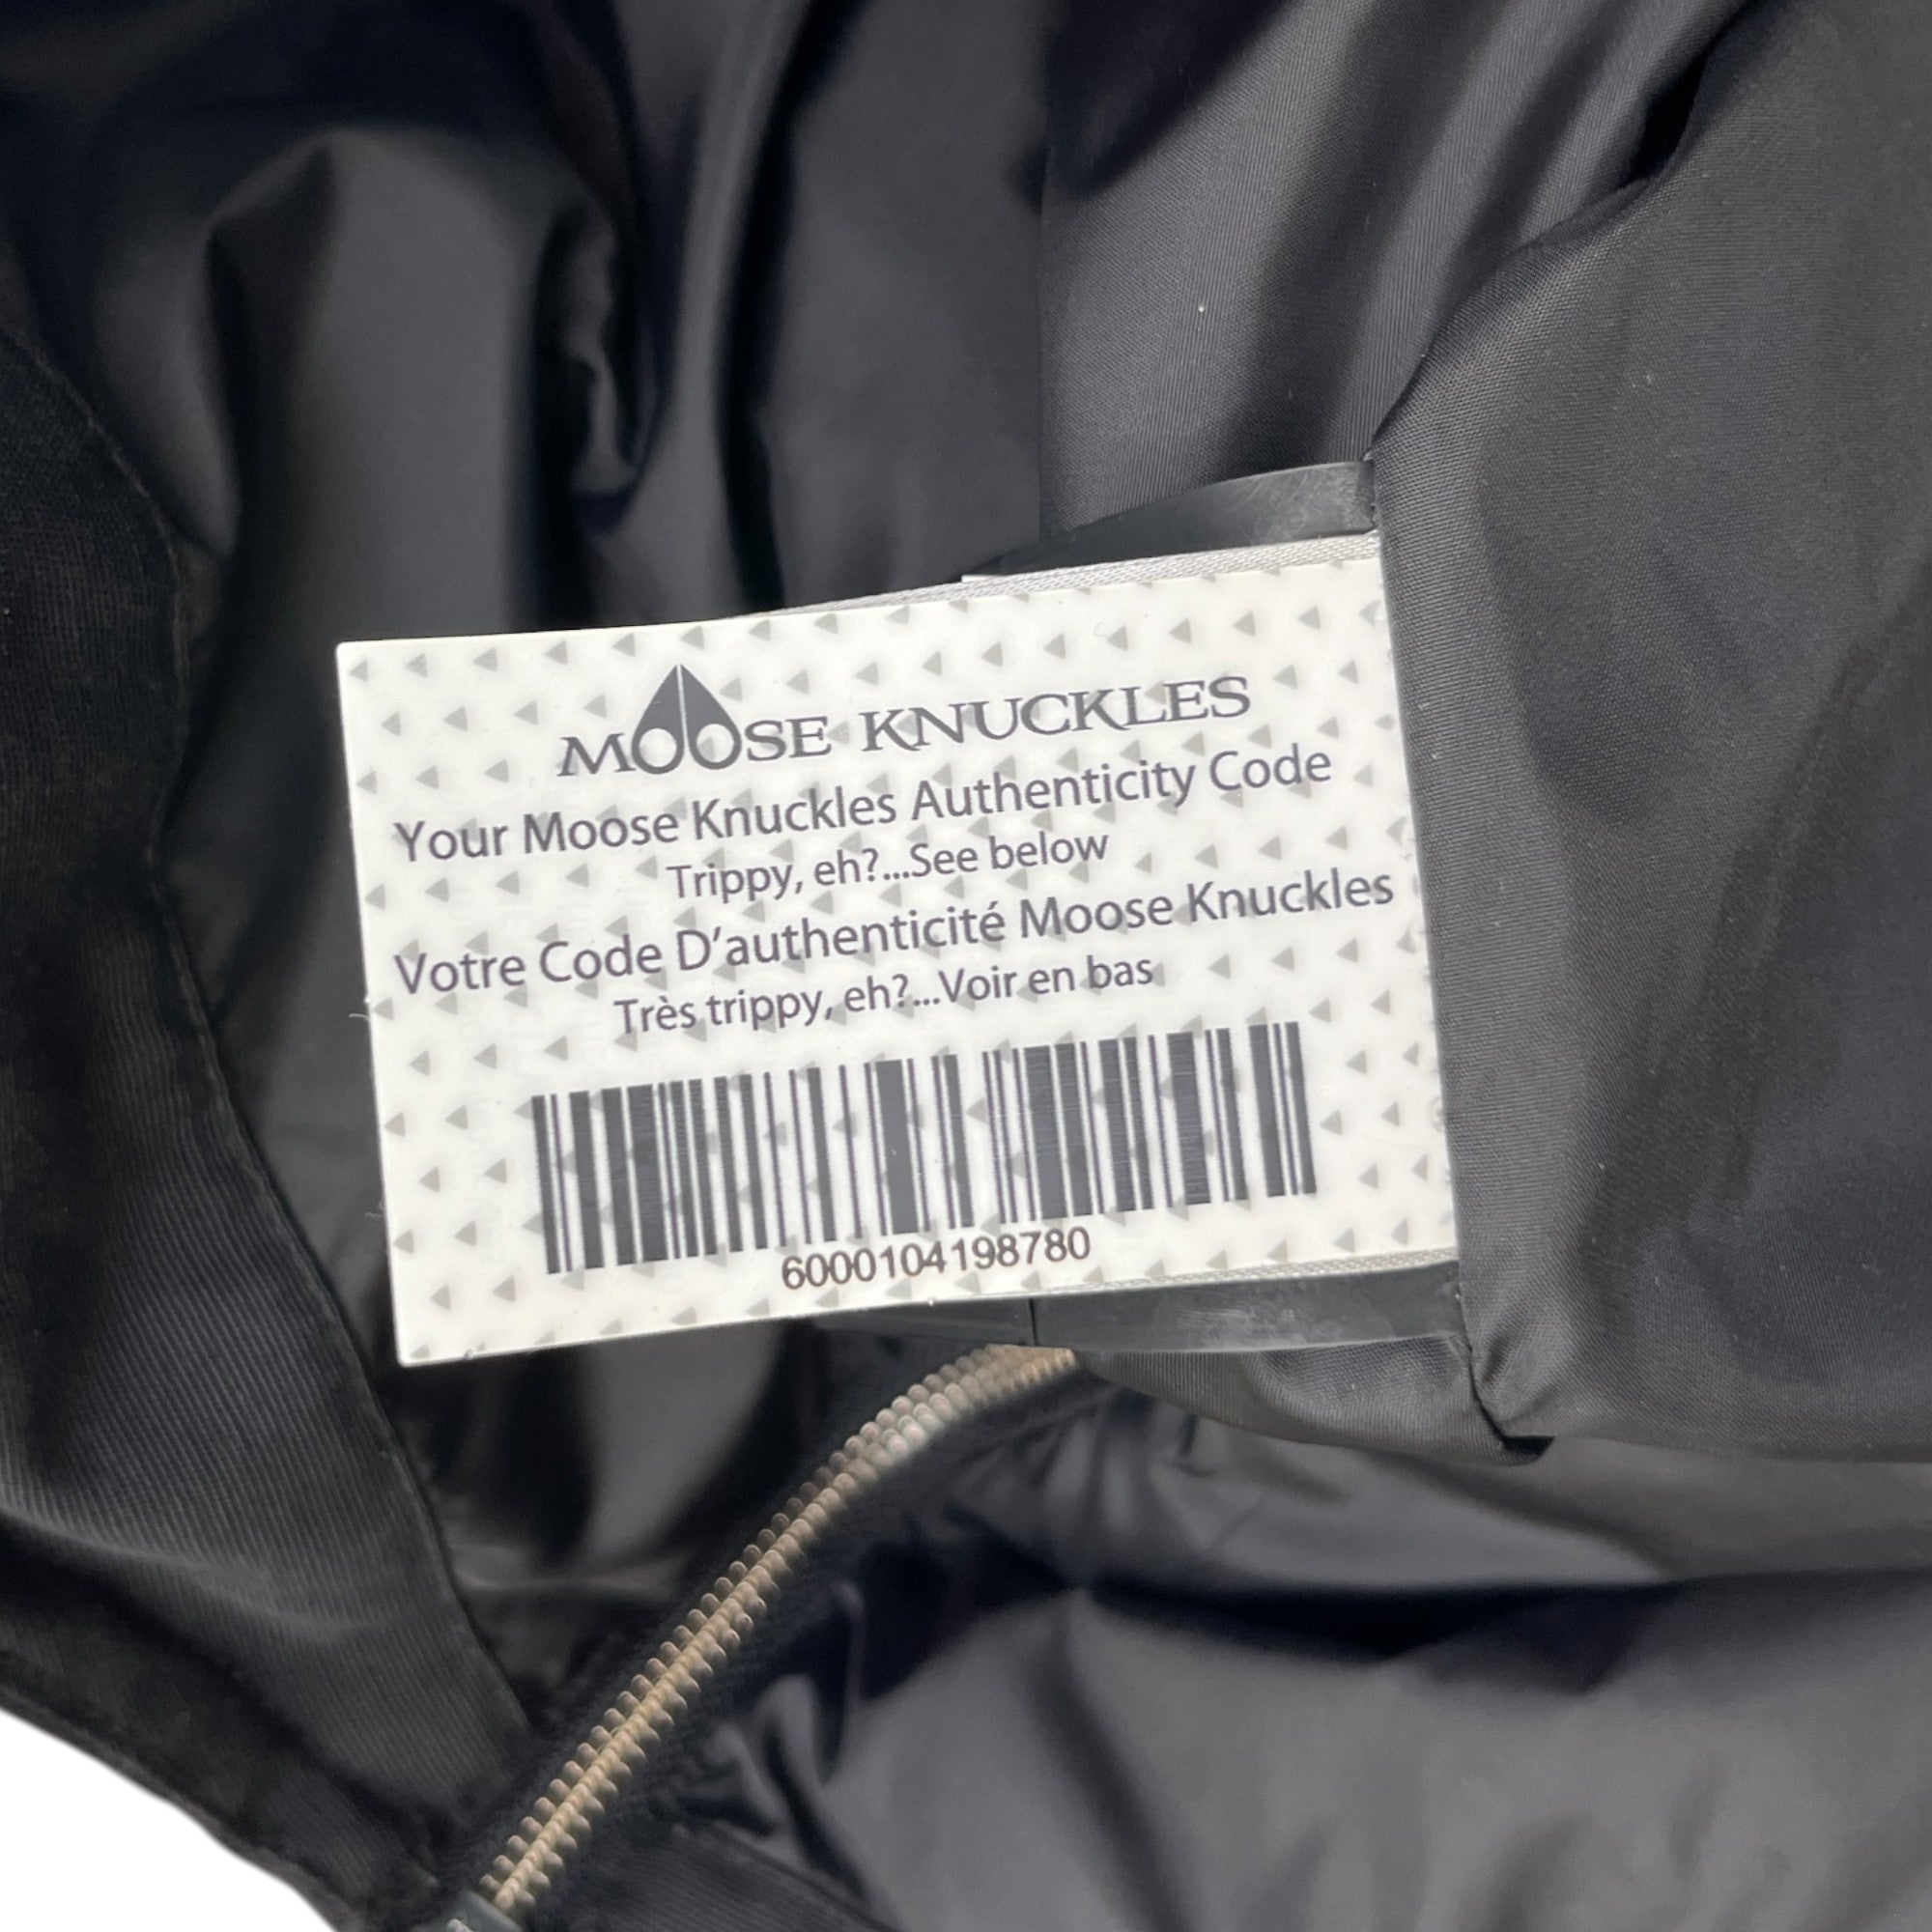 MOOSE KNUCKLES
Your Moose Knuckles Authenticity Code
Trippy, eh?...See below
Votre Code D'authenticité Moose Knuckles
Très trippy, eh?...Voir en bas
6000104198780